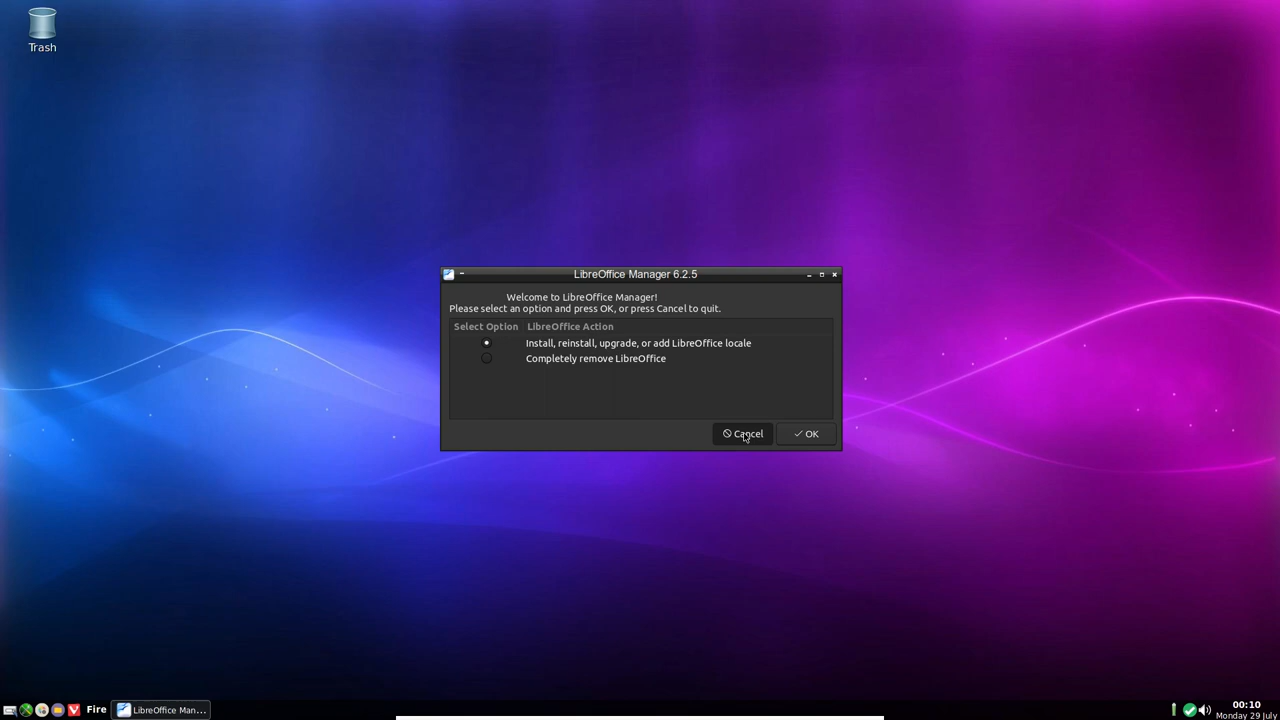 Trash
LibreOffice Manager 6.2.5
Welcome to LibreOffice Manager!
Please select an option and press OK, or press Cancel to quit.
Select Option LibreOffice Action
Install, reinstall, upgrade, or add LibreOffice locale
Completely remove LibreOffice
Cancel OK
Fire LibreOffice Man... 00:10
Monday 29 July